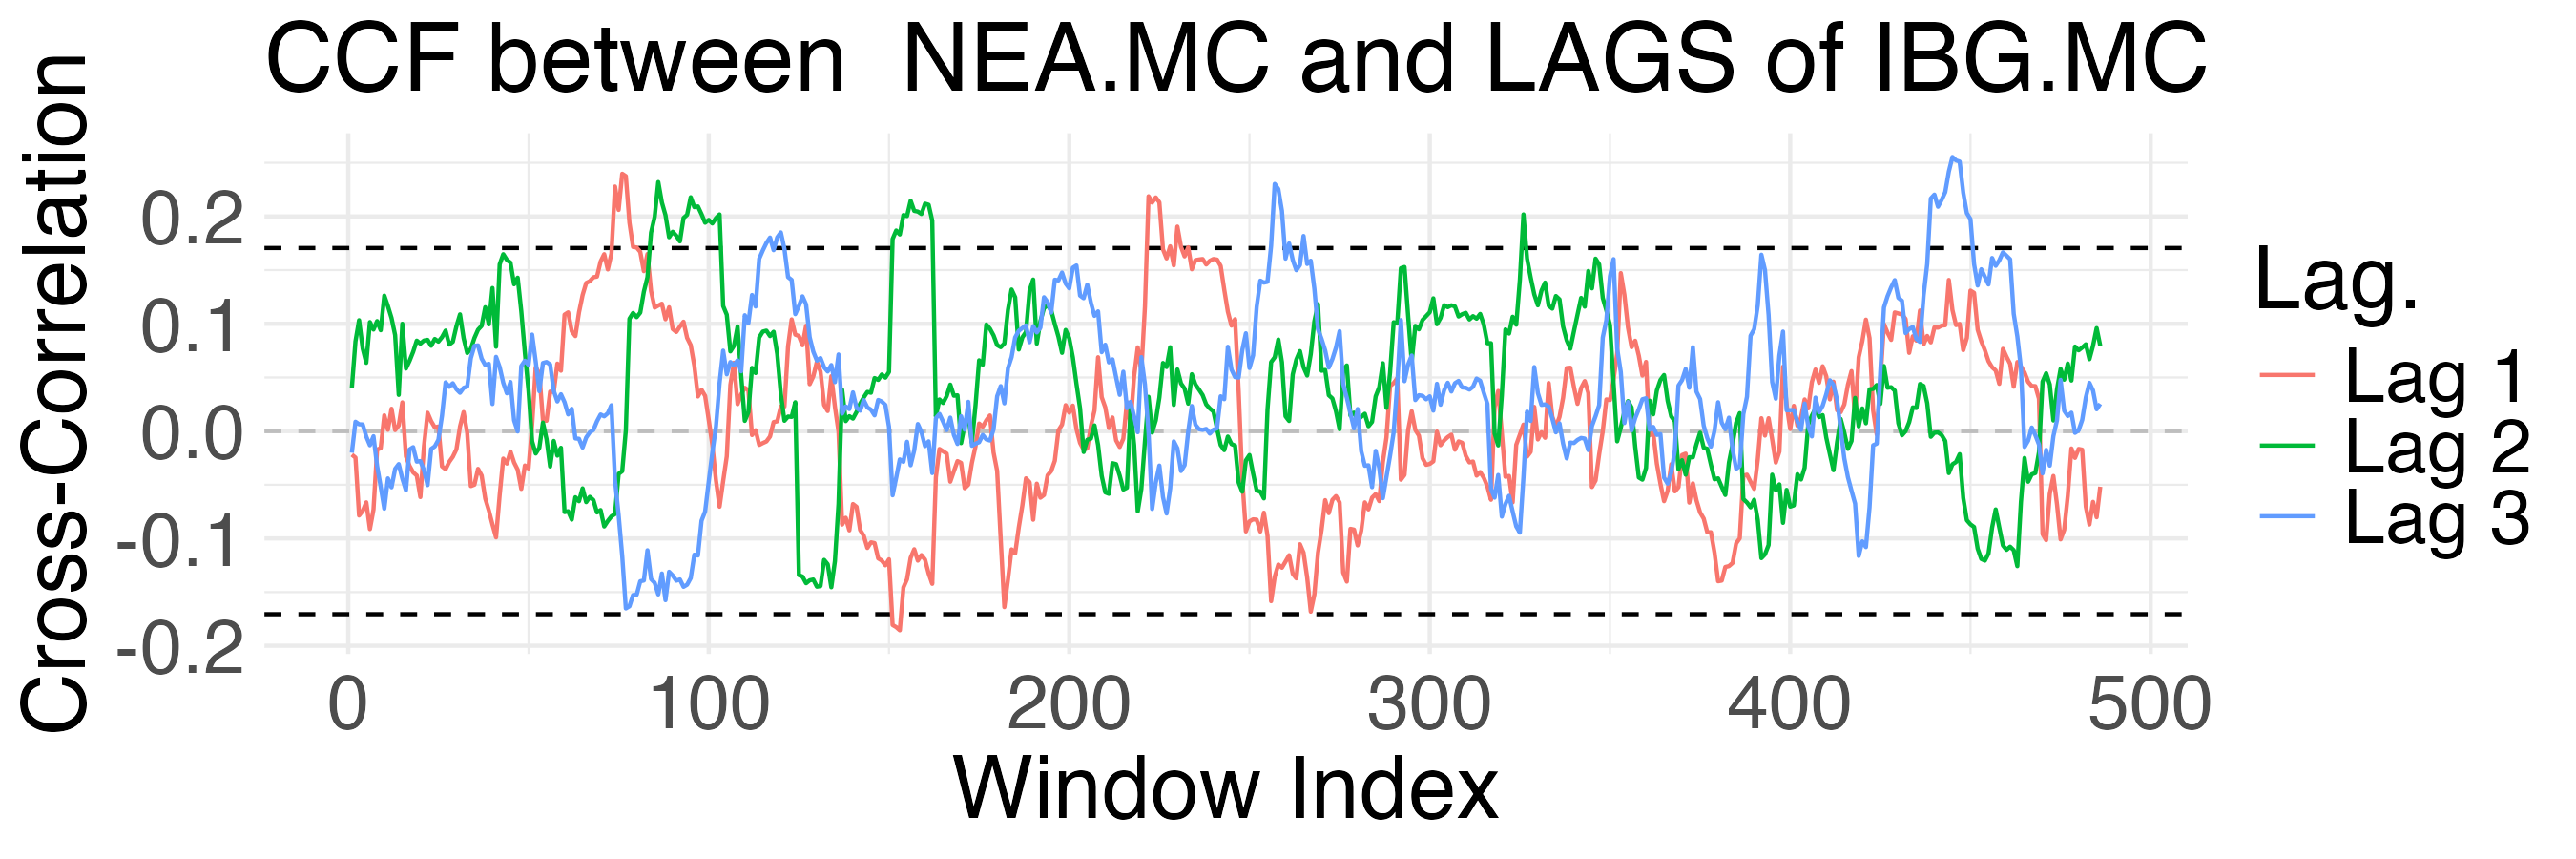 CCF between  NEA.MC and LAGS of IBG.MC
Cross-Correlation
0.2
0.1
0.0
-0.1
-0.2
0
100
200
300
400
500
Window Index
Lag.
Lag 1
Lag 2
Lag 3